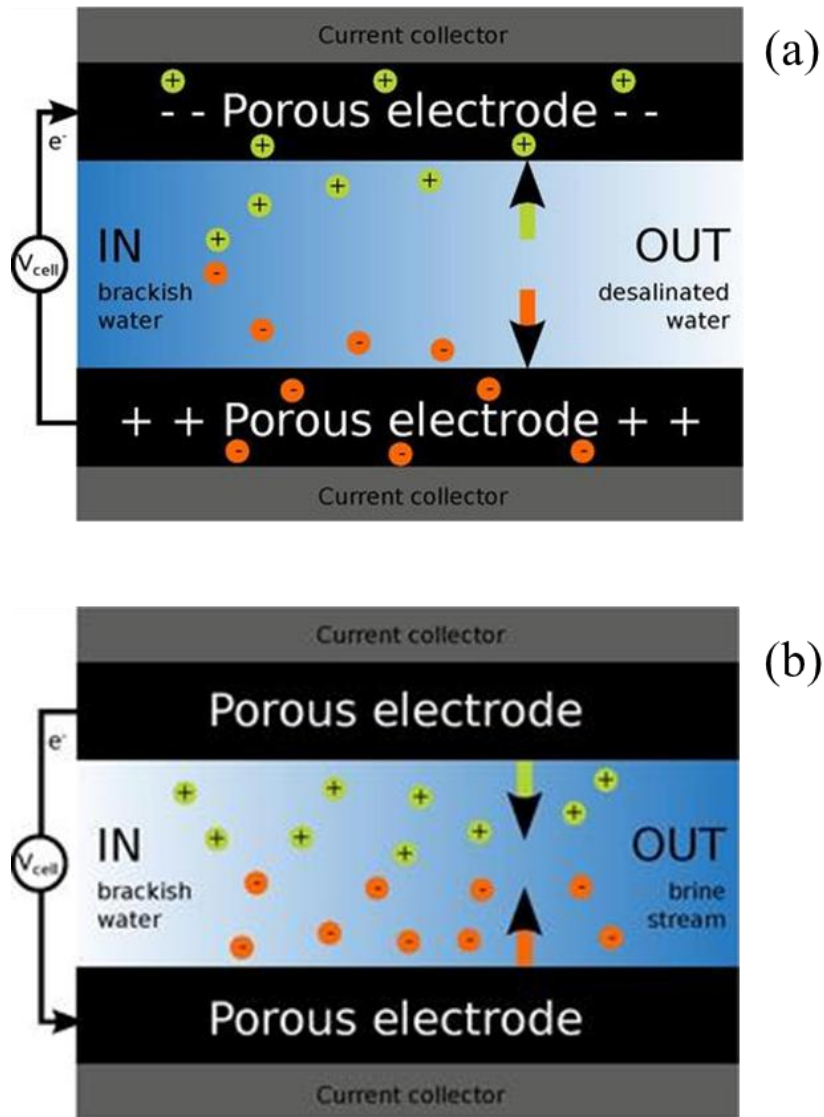 Current collector
(a)
- - Porous electrode - -
e-
IN
OUT
Vcell
brackish
water
desalinated
water
+ + Porous electrode + +
Current collector
Current collector
(b)
Porous electrode
e-
IN
OUT
Vcell
brackish
water
brine
stream
Porous electrode
Current collector